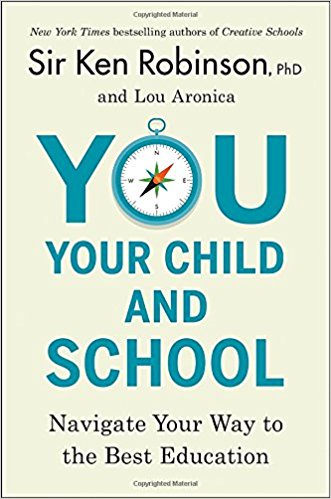 New York Times bestselling authors of Creative Schools
Sir Ken Robinson, PhD
and Lou Aronica
YOU
YOUR CHILD
AND
SCHOOL
Navigate Your Way to
the Best Education